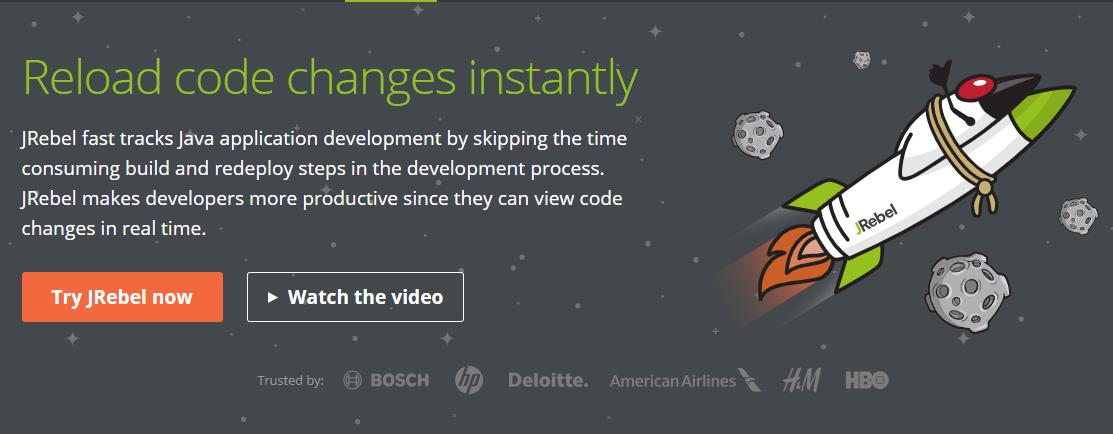 Reload code changes instantly
JRebel fast tracks Java application development by skipping the time
consuming build and redeploy steps in the development process.
JRebel makes developers more productive since they can view code
changes in real time.
Try JRebel now
Watch the video
JRebel
Trusted by: BOSCH hp Deloitte. American Airlines H&M HBO